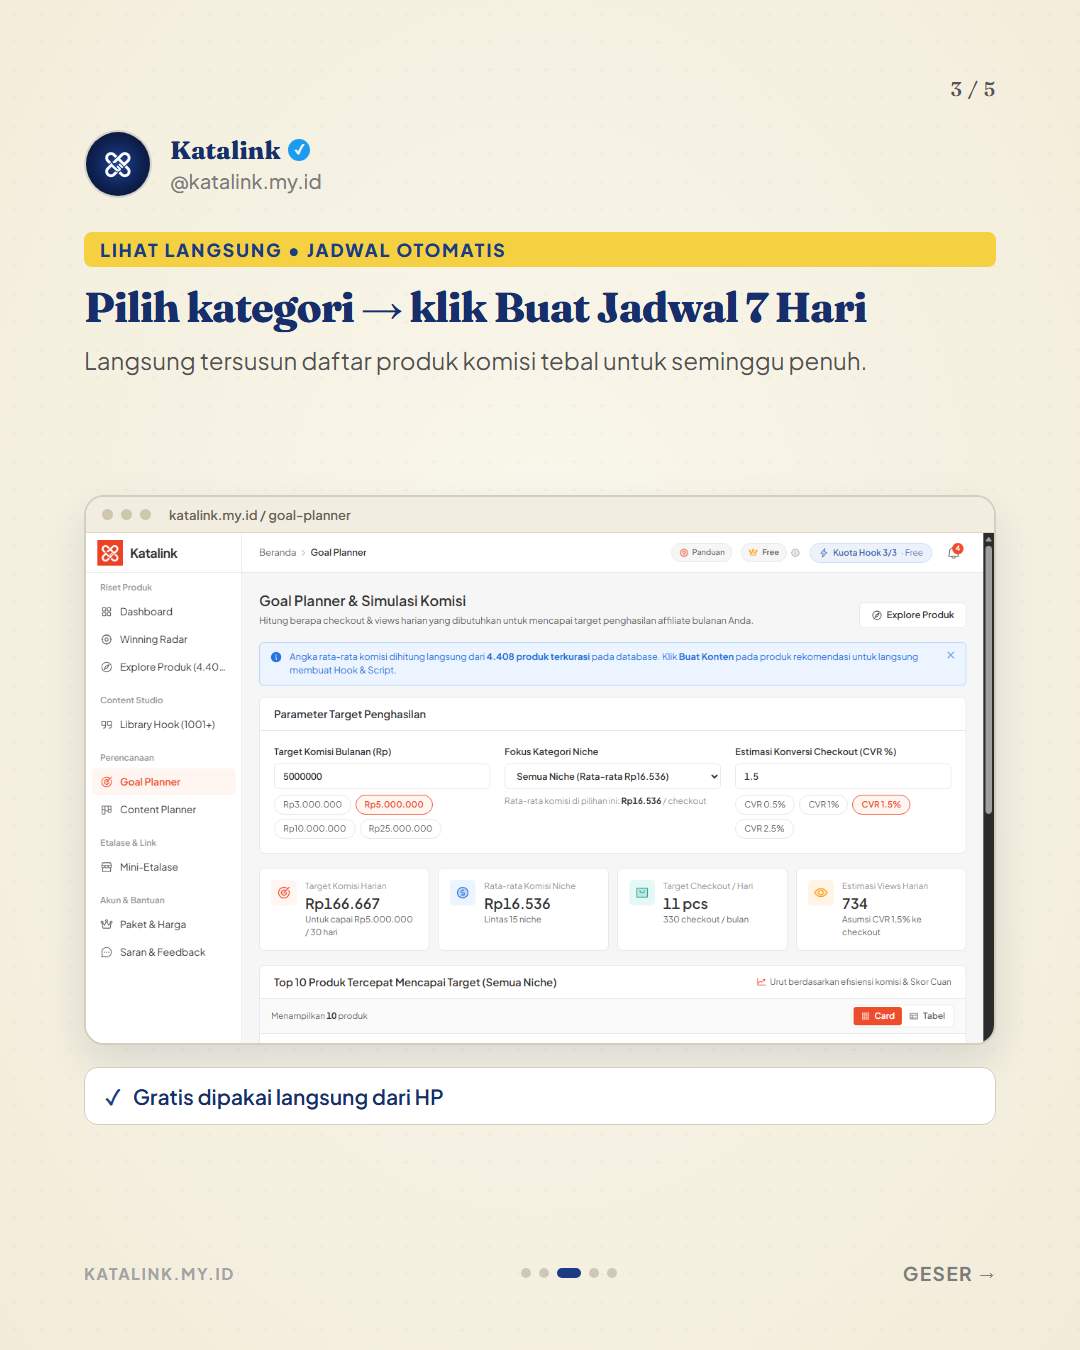 3 / 5
Katalink
@katalink.my.id
LIHAT LANGSUNG • JADWAL OTOMATIS
Pilih kategori → klik Buat Jadwal 7 Hari
Langsung tersusun daftar produk komisi tebal untuk seminggu penuh.
katalink.my.id / goal-planner
Katalink
Riset Produk
Dashboard
Winning Radar
Explore Produk (4.40...
Content Studio
Library Hook (1001+)
Perencanaan
Goal Planner
Content Planner
Etalase & Link
Mini-Etalase
Akun & Bantuan
Paket & Harga
Saran & Feedback
Beranda > Goal Planner
Panduan
Free
Kuota Hook 3/3 · Free
4
Goal Planner & Simulasi Komisi
Hitung berapa checkout & views harian yang dibutuhkan untuk mencapai target penghasilan affiliate bulanan Anda.
Explore Produk
Angka rata-rata komisi dihitung langsung dari 4.408 produk terkurasi pada database. Klik Buat Konten pada produk rekomendasi untuk langsung
membuat Hook & Script.
Parameter Target Penghasilan
Target Komisi Bulanan (Rp)
5000000
Rp3.000.000 Rp5.000.000
Rp10.000.000 Rp25.000.000
Fokus Kategori Niche
Semua Niche (Rata-rata Rp16.536)
Rata-rata komisi di pilihan ini: Rp16.536 / checkout
Estimasi Konversi Checkout (CVR %)
1.5
CVR 0.5% CVR 1% CVR 1.5%
CVR 2.5%
Target Komisi Harian
Rp166.667
Untuk capai Rp5.000.000
/ 30 hari
Rata-rata Komisi Niche
Rp16.536
Lintas 15 niche
Target Checkout / Hari
11 pcs
330 checkout / bulan
Estimasi Views Harian
734
Asumsi CVR 1,5% ke
checkout
Top 10 Produk Tercepat Mencapai Target (Semua Niche)
Urut berdasarkan efisiensi komisi & Skor Cuan
Menampilkan 10 produk
Card
Tabel
✓ Gratis dipakai langsung dari HP
KATALINK.MY.ID
GESER →